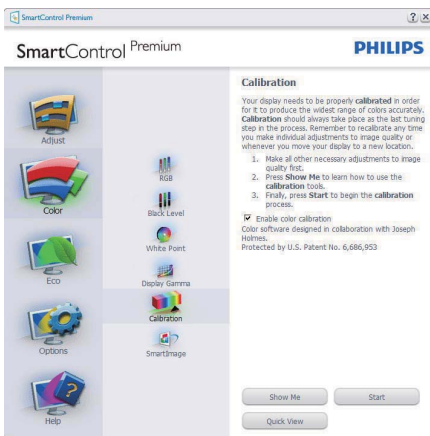 SmartControl Premium
SmartControl Premium
PHILIPS
Adjust
Color
Eco
Options
Help
RGB
Black Level
White Point
Display Gamma
Calibration
SmartImage
Calibration
Your display needs to be properly calibrated in order
for it to produce the widest range of colors accurately.
Calibration should always take place as the last tuning
step in the process. Remember to recalibrate any time
you make individual adjustments to image quality or
whenever you move your display to a new location.
1. Make all other necessary adjustments to image
quality first.
2. Press Show Me to learn how to use the
calibration tools.
3. Finally, press Start to begin the calibration
process.
Enable color calibration
Color software designed in collaboration with Joseph
Holmes.
Protected by U.S. Patent No. 6,686,953
Show Me
Start
Quick View